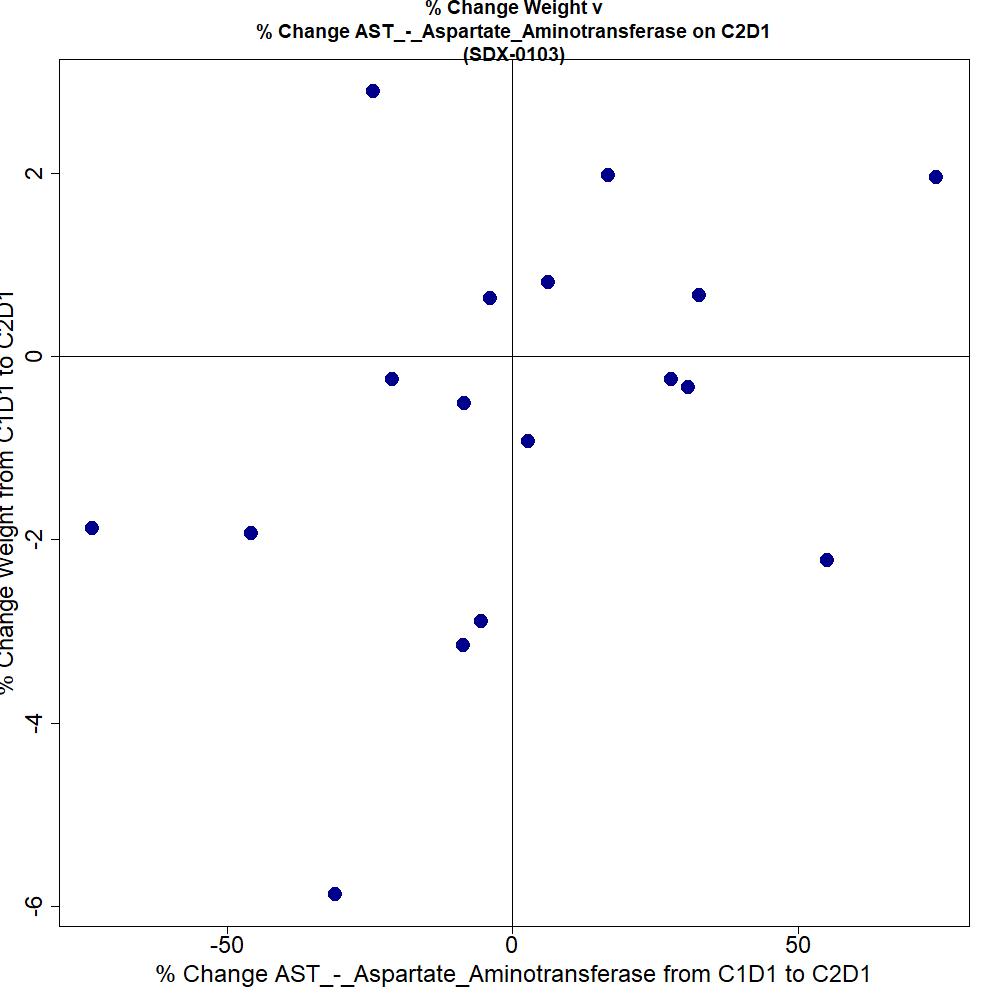 % Change Weight v
% Change AST_-_Aspartate_Aminotransferase on C2D1
(SDX-0103)
% Change Weight from C1D1 to C2D1
2
0
-2
-4
-6
-50
0
50
% Change AST_-_Aspartate_Aminotransferase from C1D1 to C2D1